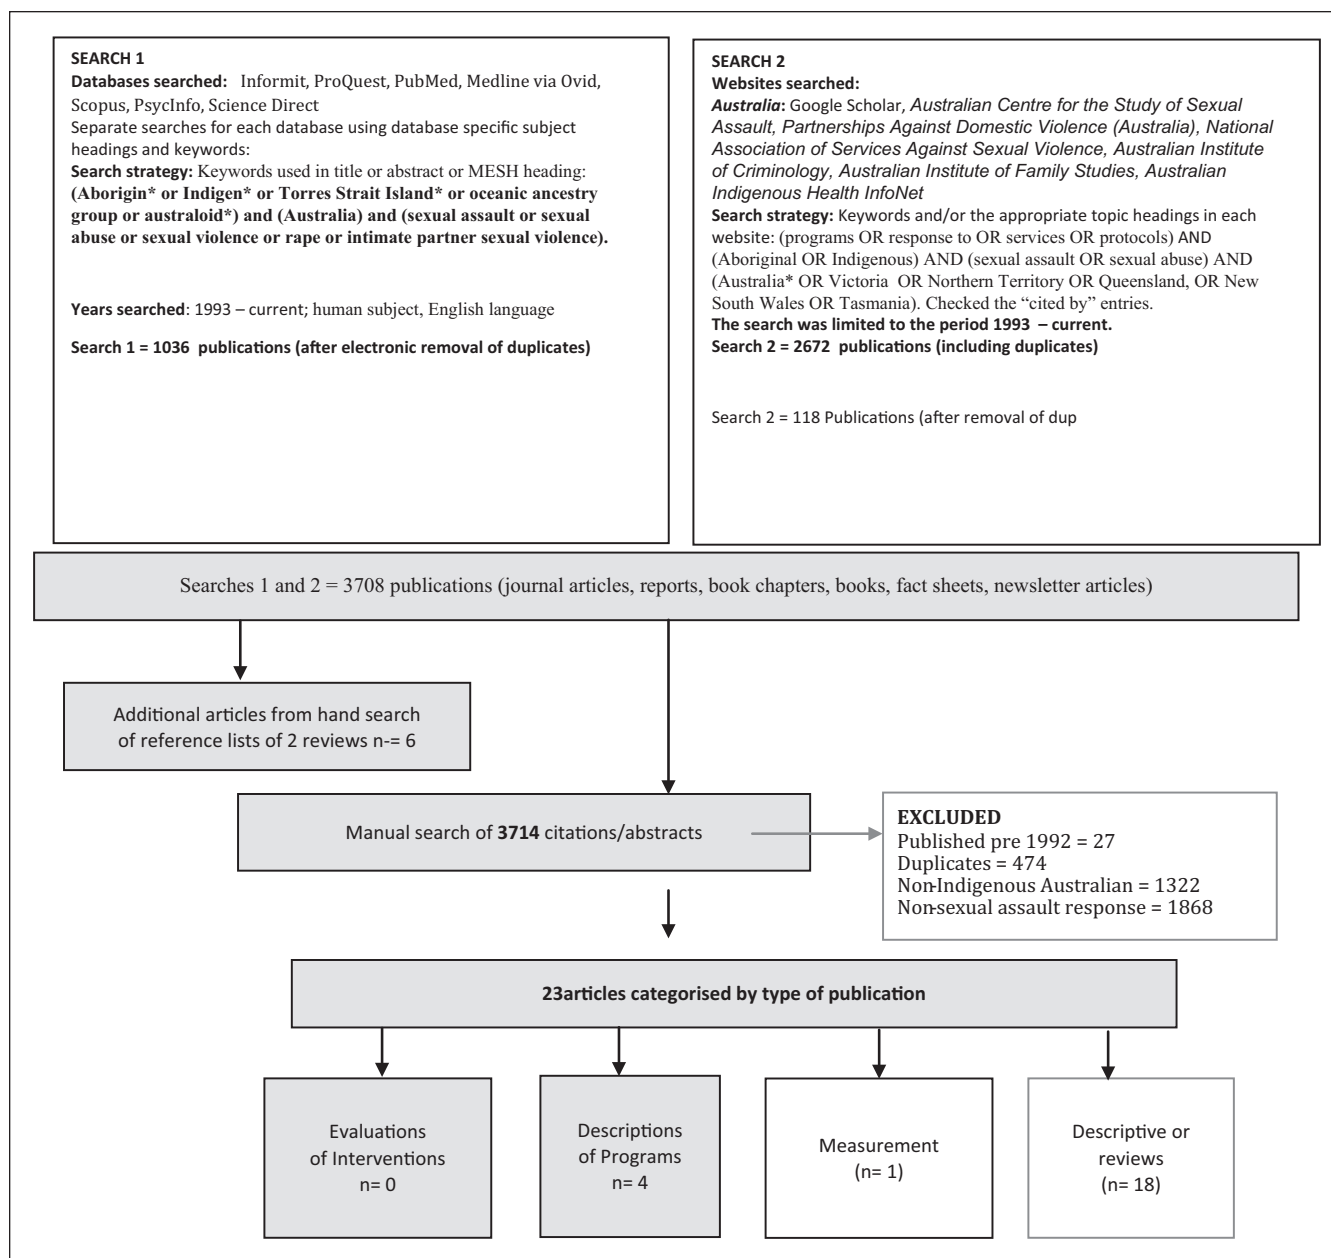 SEARCH 1
Databases searched: Informit, ProQuest, PubMed, Medline via Ovid,
Scopus, PsycInfo, Science Direct
Separate searches for each database using database specific subject
headings and keywords:
Search strategy: Keywords used in title or abstract or MESH heading:
(Aborigin* or Indigen* or Torres Strait Island* or oceanic ancestry
group or australoid*) and (Australia) and (sexual assault or sexual
abuse or sexual violence or rape or intimate partner sexual violence).
Years searched: 1993 – current; human subject, English language
Search 1 = 1036 publications (after electronic removal of duplicates)
SEARCH 2
Websites searched:
Australia: Google Scholar, Australian Centre for the Study of Sexual
Assault, Partnerships Against Domestic Violence (Australia), National
Association of Services Against Sexual Violence, Australian Institute
of Criminology, Australian Institute of Family Studies, Australian
Indigenous Health InfoNet
Search strategy: Keywords and/or the appropriate topic headings in each
website: (programs OR response to OR services OR protocols) AND
(Aboriginal OR Indigenous) AND (sexual assault OR sexual abuse) AND
(Australia* OR Victoria OR Northern Territory OR Queensland, OR New
South Wales OR Tasmania). Checked the “cited by” entries.
The search was limited to the period 1993 – current.
Search 2 = 2672 publications (including duplicates)
Search 2 = 118 Publications (after removal of dup
Searches 1 and 2 = 3708 publications (journal articles, reports, book chapters, books, fact sheets, newsletter articles)
Additional articles from hand search
of reference lists of 2 reviews n-= 6
Manual search of 3714 citations/abstracts
EXCLUDED
Published pre 1992 = 27
Duplicates = 474
Non-Indigenous Australian = 1322
Non-sexual assault response = 1868
23articles categorised by type of publication
Evaluations
of Interventions
n= 0
Descriptions
of Programs
n= 4
Measurement
(n= 1)
Descriptive or
reviews
(n= 18)